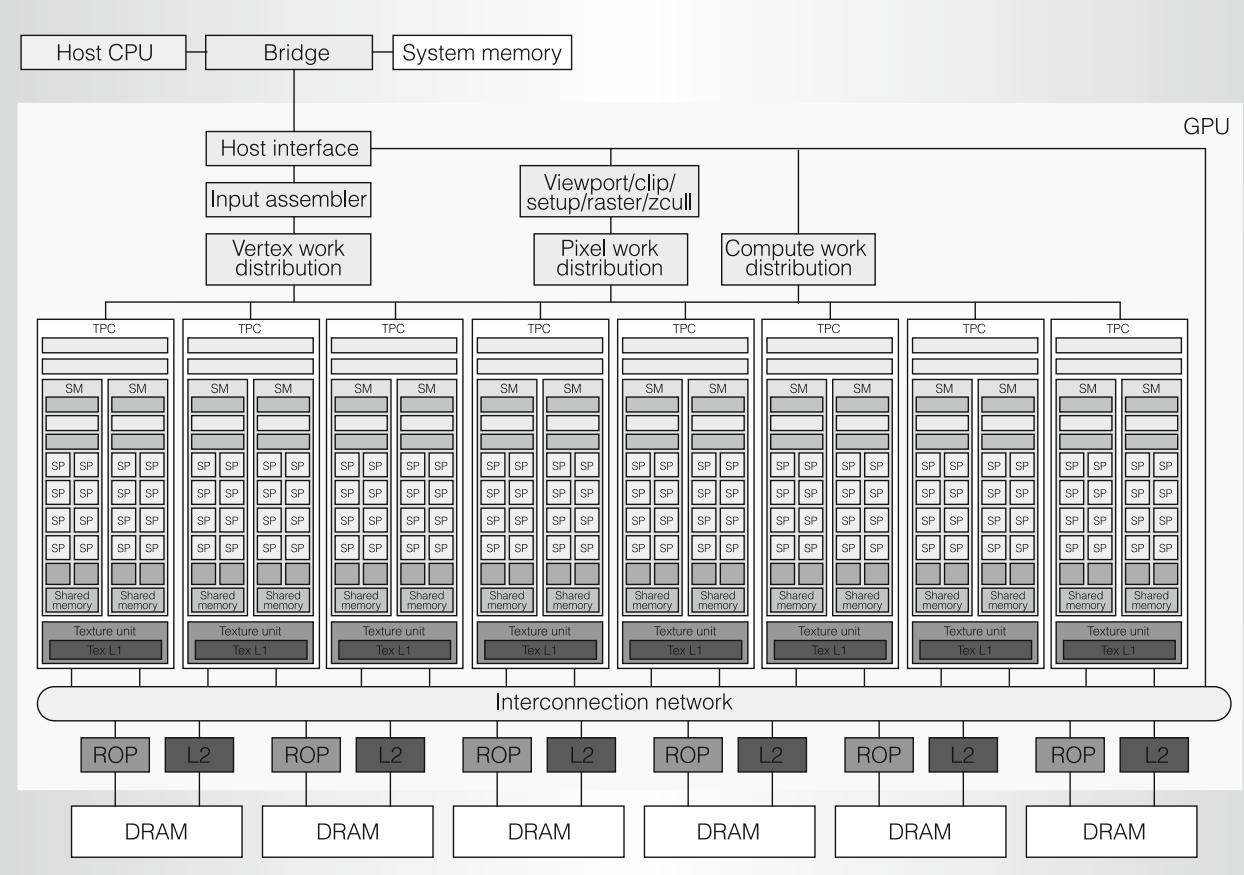 Host CPU
Bridge
System memory
GPU
Host interface
Input assembler
Viewport/clip/
setup/raster/zcull
Vertex work
distribution
Pixel work
distribution
Compute work
distribution
TPC TPC TPC TPC TPC TPC TPC TPC
SM SM SM SM SM SM SM SM SM SM SM SM SM SM SM SM
SP SP SP SP SP SP SP SP SP SP SP SP SP SP SP SP SP SP SP SP SP SP SP SP SP SP SP SP SP SP SP SP
SP SP SP SP SP SP SP SP SP SP SP SP SP SP SP SP SP SP SP SP SP SP SP SP SP SP SP SP SP SP SP SP
SP SP SP SP SP SP SP SP SP SP SP SP SP SP SP SP SP SP SP SP SP SP SP SP SP SP SP SP SP SP SP SP
SP SP SP SP SP SP SP SP SP SP SP SP SP SP SP SP SP SP SP SP SP SP SP SP SP SP SP SP SP SP SP SP
Shared Shared Shared Shared Shared Shared Shared Shared Shared Shared Shared Shared Shared Shared Shared Shared
memory memory memory memory memory memory memory memory memory memory memory memory memory memory memory memory
Texture unit Texture unit Texture unit Texture unit Texture unit Texture unit Texture unit Texture unit
Tex L1 Tex L1 Tex L1 Tex L1 Tex L1 Tex L1 Tex L1 Tex L1
Interconnection network
ROP L2 ROP L2 ROP L2 ROP L2 ROP L2 ROP L2
DRAM DRAM DRAM DRAM DRAM DRAM